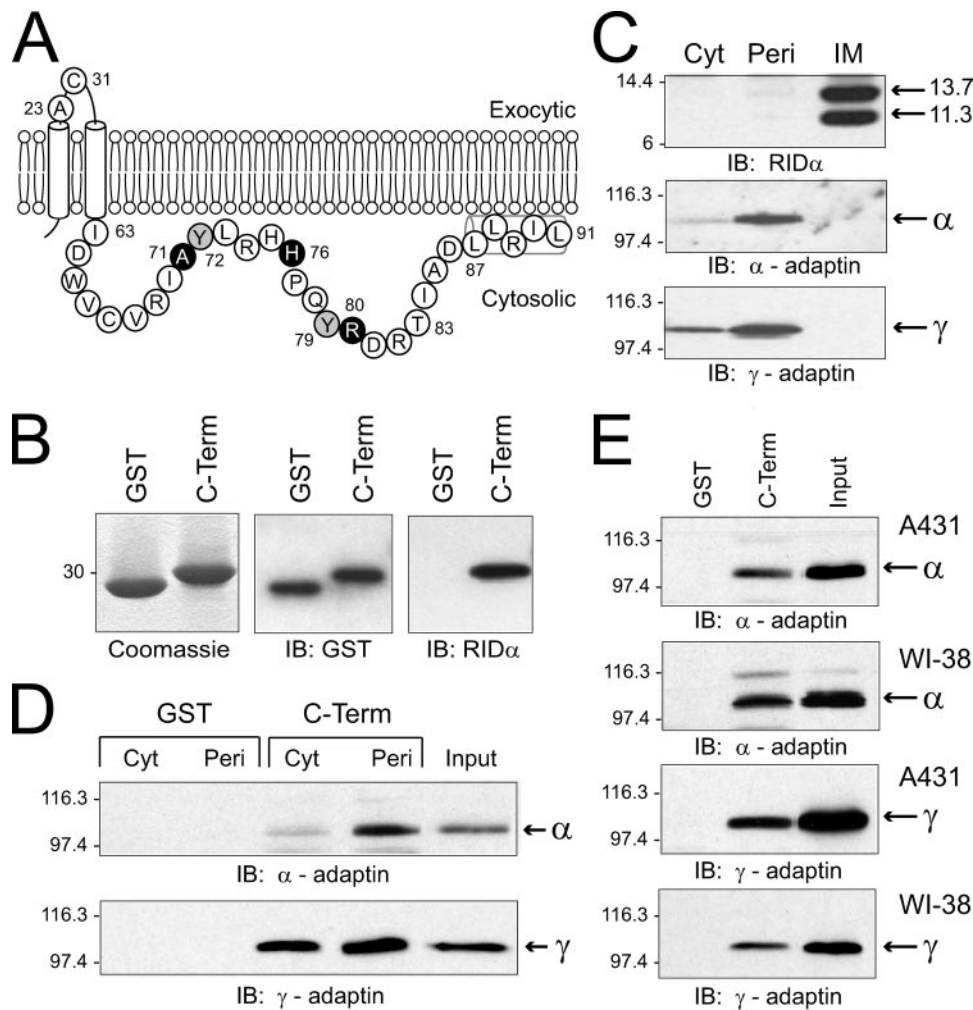 A
C 31
23 A
Exocytic
I 63
D
W
V
C
V
R
I
71 A
Y 72
L
R
H
H 76
P
Q
79 Y
80 R
D
R
T 83
I
A
D
L 87
L
R
I
L 91
Cytosolic
B
GST C-Term GST C-Term GST C-Term
30 -
Coomassie IB: GST IB: RIDα
C
Cyt Peri IM
14.4 -
13.7
11.3
6 -
IB: RIDα
116.3 -
α
97.4 -
IB: α - adaptin
116.3 -
γ
97.4 -
IB: γ - adaptin
D
GST C-Term
Cyt Peri Cyt Peri Input
116.3 -
α
97.4 -
IB: α - adaptin
116.3 -
γ
97.4 -
IB: γ - adaptin
E
GST C-Term Input
A431
116.3 -
α
97.4 -
IB: α - adaptin
WI-38
116.3 -
α
97.4 -
IB: α - adaptin
A431
116.3 -
γ
97.4 -
IB: γ - adaptin
WI-38
116.3 -
γ
97.4 -
IB: γ - adaptin